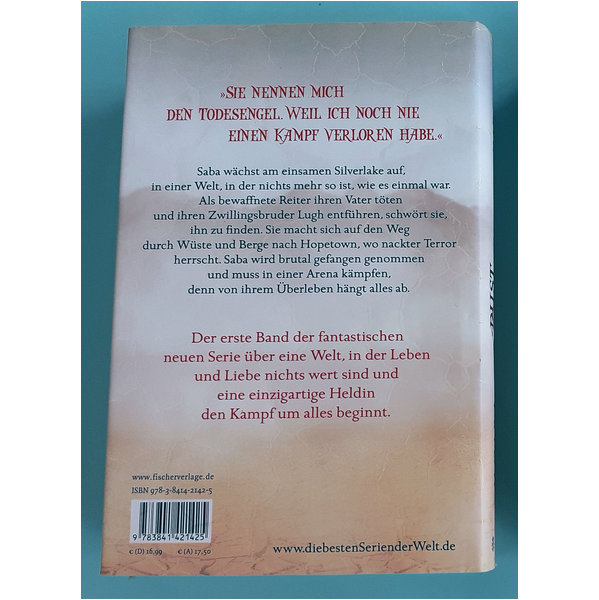 »Sie nennen mich
den Todesengel. Weil ich noch nie
einen Kampf verloren habe.«
Saba wächst am einsamen Silverlake auf,
in einer Welt, in der nichts mehr so ist, wie es einmal war.
Als bewaffnete Reiter ihren Vater töten
und ihren Zwillingsbruder Lugh entführen, schwört sie,
ihn zu finden. Sie macht sich auf den Weg
durch Wüste und Berge nach Hopetown, wo nackter Terror
herrscht. Saba wird brutal gefangen genommen
und muss in einer Arena kämpfen,
denn von ihrem Überleben hängt alles ab.
Der erste Band der fantastischen
neuen Serie über eine Welt, in der Leben
und Liebe nichts wert sind und
eine einzigartige Heldin
den Kampf um alles beginnt.
www.fischerverlage.de
ISBN 978-3-8414-2142-5
9 783841 421425
€ (D) 16,99 € (A) 17,50
www.diebestenSeriender​Welt.de